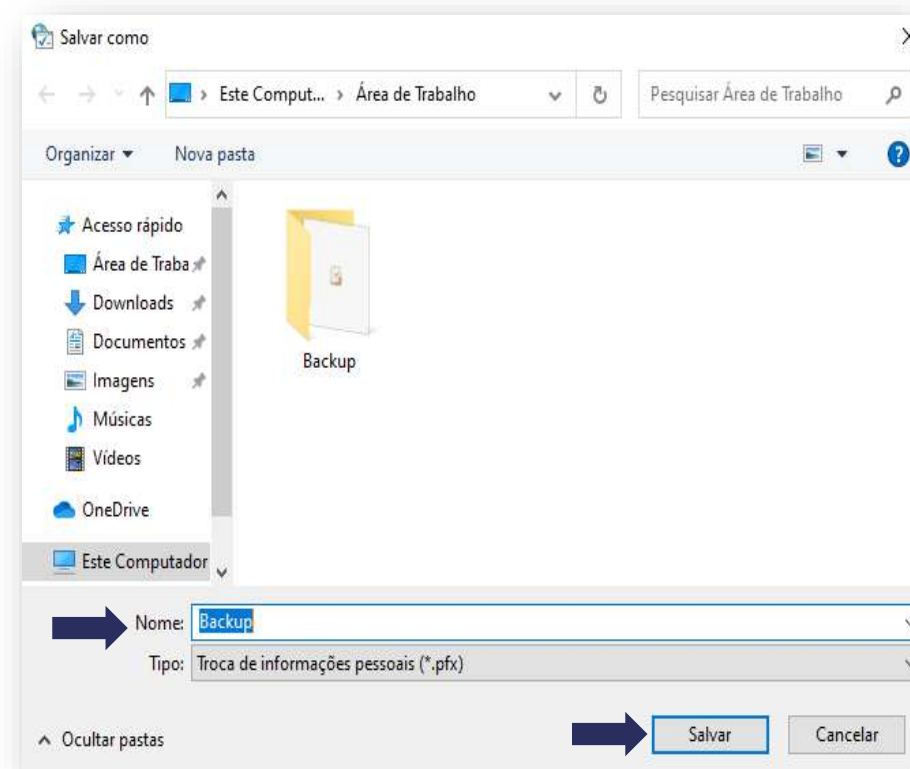 Salvar como
Este Comput... › Área de Trabalho
Pesquisar Área de Trabalho
Organizar
Nova pasta
?
Acesso rápido
Área de Traba
Downloads
Documentos
Imagens
Músicas
Vídeos
OneDrive
Este Computador
Backup
Nome: Backup
Tipo: Troca de informações pessoais (*.pfx)
Ocultar pastas
Salvar
Cancelar